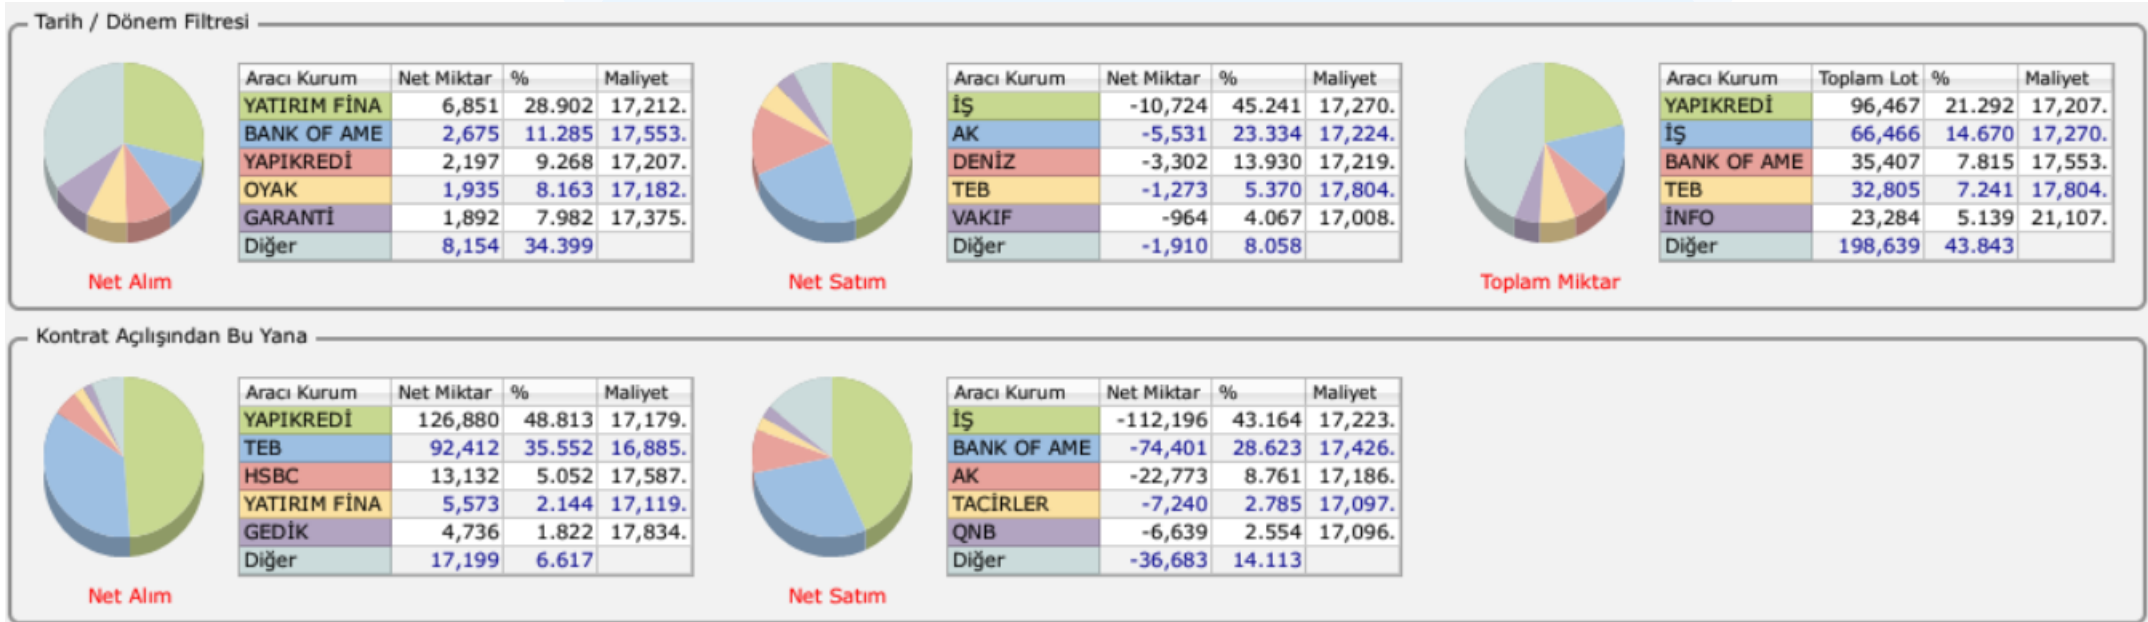 Tarih / Dönem Filtresi
Aracı Kurum Net Miktar % Maliyet
YATIRIM FİNA 6,851 28.902 17,212.
BANK OF AME 2,675 11.285 17,553.
YAPIKREDİ 2,197 9.268 17,207.
OYAK 1,935 8.163 17,182.
GARANTİ 1,892 7.982 17,375.
Diğer 8,154 34.399
Net Alım
Aracı Kurum Net Miktar % Maliyet
İŞ -10,724 45.241 17,270.
AK -5,531 23.334 17,224.
DENİZ -3,302 13.930 17,219.
TEB -1,273 5.370 17,804.
VAKIF -964 4.067 17,008.
Diğer -1,910 8.058
Net Satım
Aracı Kurum Toplam Lot % Maliyet
YAPIKREDİ 96,467 21.292 17,207.
İŞ 66,466 14.670 17,270.
BANK OF AME 35,407 7.815 17,553.
TEB 32,805 7.241 17,804.
İNFO 23,284 5.139 21,107.
Diğer 198,639 43.843
Toplam Miktar
Kontrat Açılışından Bu Yana
Aracı Kurum Net Miktar % Maliyet
YAPIKREDİ 126,880 48.813 17,179.
TEB 92,412 35.552 16,885.
HSBC 13,132 5.052 17,587.
YATIRIM FİNA 5,573 2.144 17,119.
GEDİK 4,736 1.822 17,834.
Diğer 17,199 6.617
Net Alım
Aracı Kurum Net Miktar % Maliyet
İŞ -112,196 43.164 17,223.
BANK OF AME -74,401 28.623 17,426.
AK -22,773 8.761 17,186.
TACİRLER -7,240 2.785 17,097.
QNB -6,639 2.554 17,096.
Diğer -36,683 14.113
Net Satım